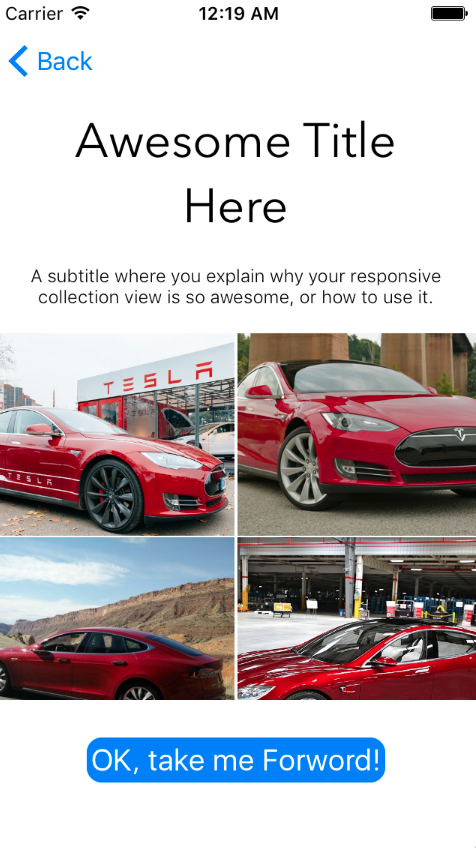 Carrier 12:19 AM
Back
Awesome Title
Here
A subtitle where you explain why your responsive
collection view is so awesome, or how to use it.
TESLA
TESLA
OK, take me Forword!